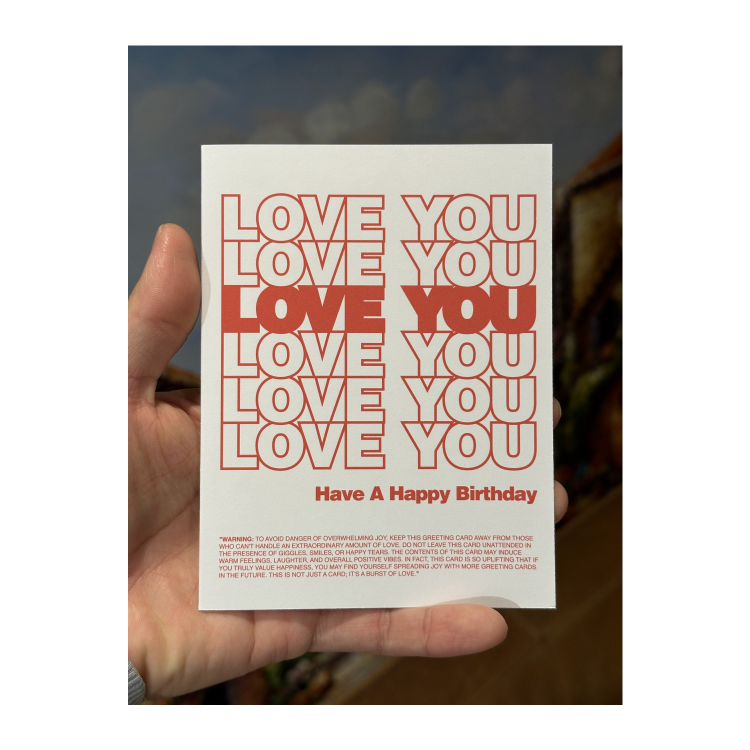 LOVE YOU
LOVE YOU
LOVE YOU
LOVE YOU
LOVE YOU
LOVE YOU
Have A Happy Birthday
"WARNING: TO AVOID DANGER OF OVERWHELMING JOY, KEEP THIS GREETING CARD AWAY FROM THOSE
WHO CAN'T HANDLE AN EXTRAORDINARY AMOUNT OF LOVE. DO NOT LEAVE THIS CARD UNATTENDED IN
THE PRESENCE OF GIGGLES, SMILES, OR HAPPY TEARS. THE CONTENTS OF THIS CARD MAY INDUCE
WARM FEELINGS, LAUGHTER, AND OVERALL POSITIVE VIBES. IN FACT, THIS CARD IS SO UPLIFTING THAT IF
YOU TRULY VALUE HAPPINESS, YOU MAY FIND YOURSELF SPREADING JOY WITH MORE GREETING CARDS
IN THE FUTURE. THIS IS NOT JUST A CARD; IT'S A BURST OF LOVE."